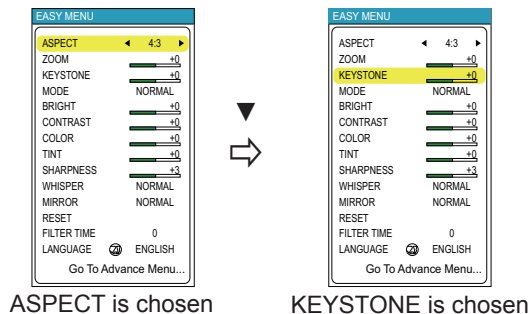 EASY MENU
ASPECT 4:3
ZOOM +0
KEYSTONE +0
MODE NORMAL
BRIGHT +0
CONTRAST +0
COLOR +0
TINT +0
SHARPNESS +3
WHISPER NORMAL
MIRROR NORMAL
RESET
FILTER TIME 0
LANGUAGE ENGLISH
Go To Advance Menu...
ASPECT is chosen
EASY MENU
ASPECT 4:3
ZOOM +0
KEYSTONE +0
MODE NORMAL
BRIGHT +0
CONTRAST +0
COLOR +0
TINT +0
SHARPNESS +3
WHISPER NORMAL
MIRROR NORMAL
RESET
FILTER TIME 0
LANGUAGE ENGLISH
Go To Advance Menu...
KEYSTONE is chosen